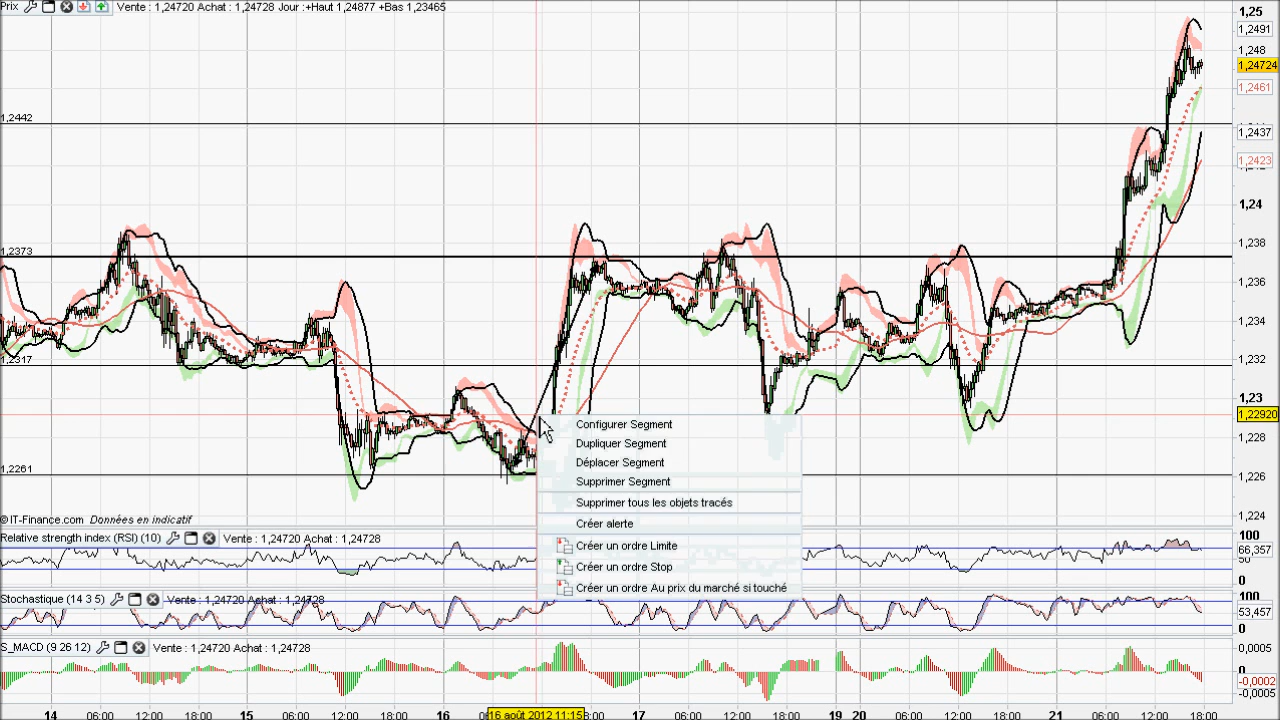 Prix Vente : 1,24720 Achat : 1,24728 Jour :+Haut 1,24877 +Bas 1,23465
1,25
1,2491
1,248
1,24724
1,2461
1,2442
1,2437
1,2423
1,24
1,238
1,2373
1,236
1,234
1,2317
1,232
1,23
1,22920
1,228
1,2261
1,226
1,224
Configurer Segment
Dupliquer Segment
Déplacer Segment
Supprimer Segment
Supprimer tous les objets tracés
Créer alerte
Créer un ordre Limite
Créer un ordre Stop
Créer un ordre Au prix du marché si touché
© IT-Finance.com Données en indicatif
Relative strength index (RSI) (10) Vente : 1,24720 Achat : 1,24728
100
66,357
50
0
Stochastique (14 3 5) Vente : 1,24720 Achat : 1,24728
100
53,457
0
S_MACD (9 26 12) Vente : 1,24720 Achat : 1,24728
0,0005
0
-0,0002
-0,0005
14 06:00 12:00 18:00 15 06:00 12:00 18:00 16 16 août 2012 11:15 17 06:00 12:00 18:00 19 20 06:00 12:00 18:00 21 06:00 12:00 18:00